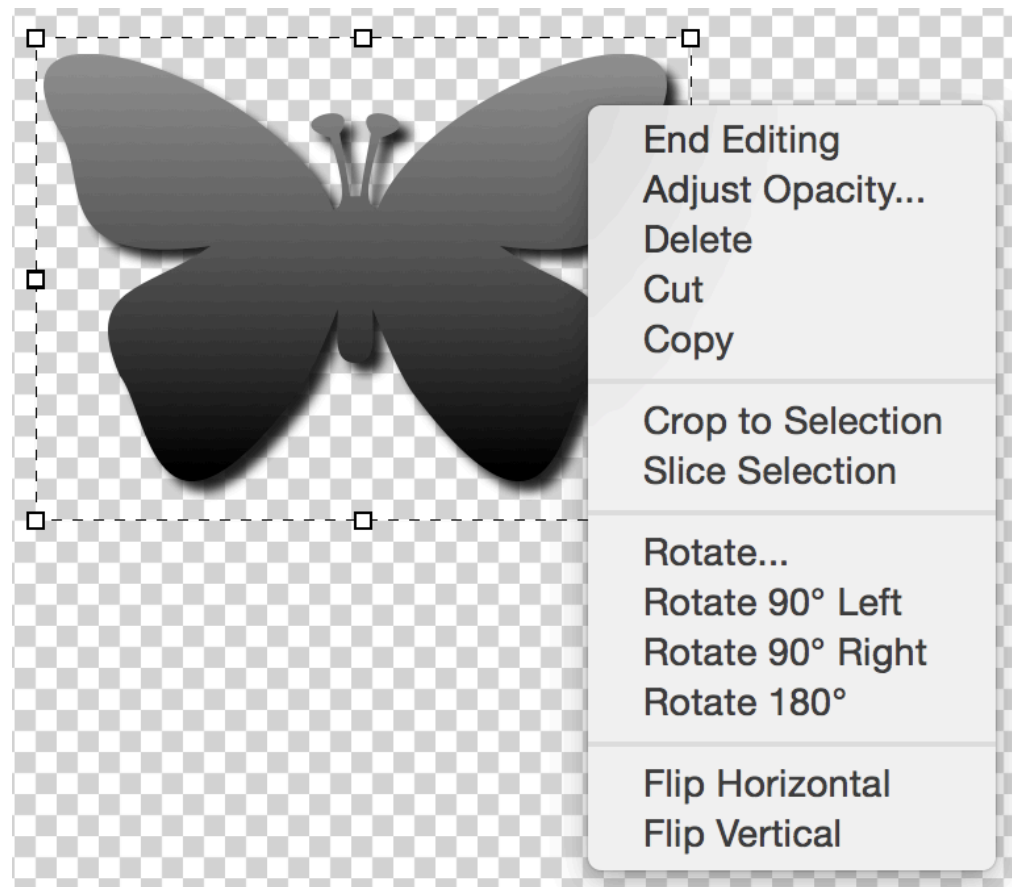 End Editing
Adjust Opacity...
Delete
Cut
Copy
Crop to Selection
Slice Selection
Rotate...
Rotate 90° Left
Rotate 90° Right
Rotate 180°
Flip Horizontal
Flip Vertical